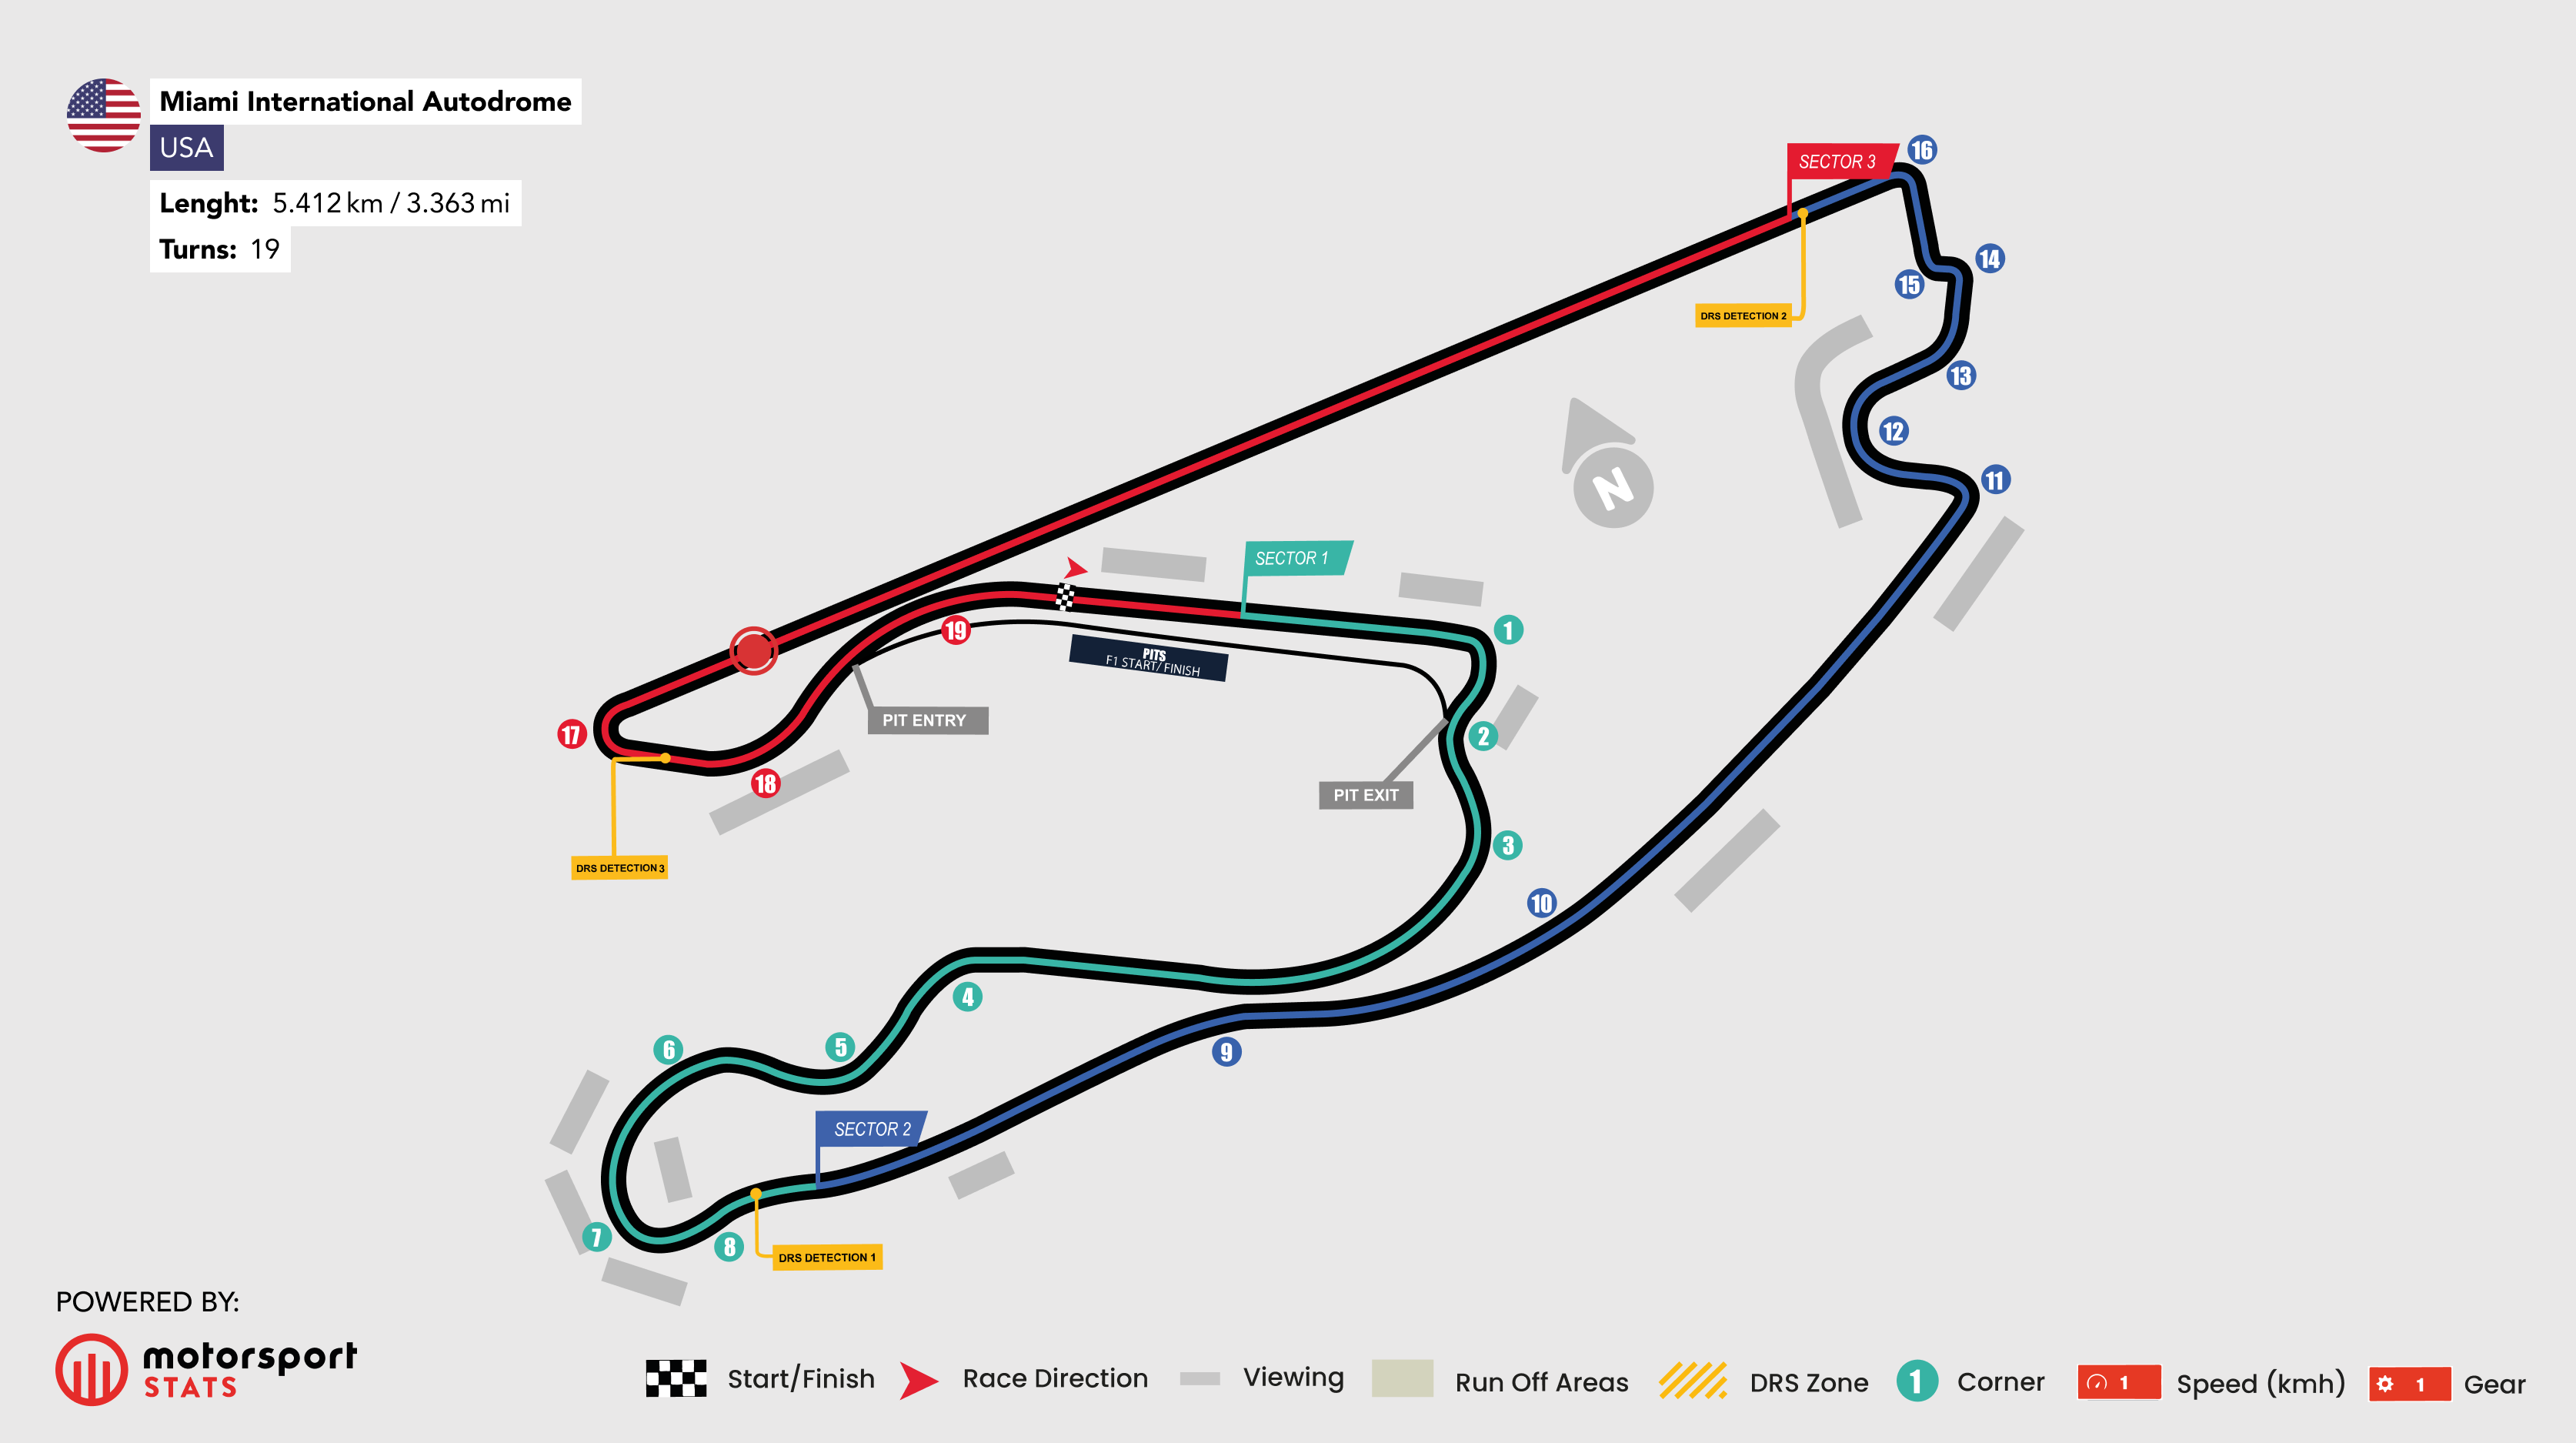 Miami International Autodrome
USA
Lenght: 5.412 km / 3.363 mi
Turns: 19
SECTOR 3
16
14
15
DRS DETECTION 2
13
12
11
N
SECTOR 1
19
1
PITS
F1 START/ FINISH
17
PIT ENTRY
2
18
PIT EXIT
3
DRS DETECTION 3
10
4
5
6
9
SECTOR 2
7
8
DRS DETECTION 1
POWERED BY:
motorsport
STATS
Start/Finish
Race Direction
Viewing
Run Off Areas
DRS Zone
1 Corner
1 Speed (kmh)
1 Gear